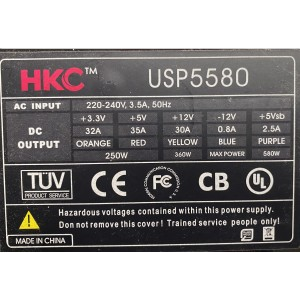 HKC™ USP5580
AC INPUT 220-240V, 3.5A, 50Hz
DC OUTPUT +3.3V +5V +12V -12V +5Vsb
32A 35A 30A 0.8A 2.5A
ORANGE RED YELLOW BLUE PURPLE
250W 360W MAX POWER 580W
TÜV PRODUCT SERVICE CE FC CB UL
Hazardous voltages contained within this power supply.
Do not remove this cover ! Trained service people only.
MADE IN CHINA